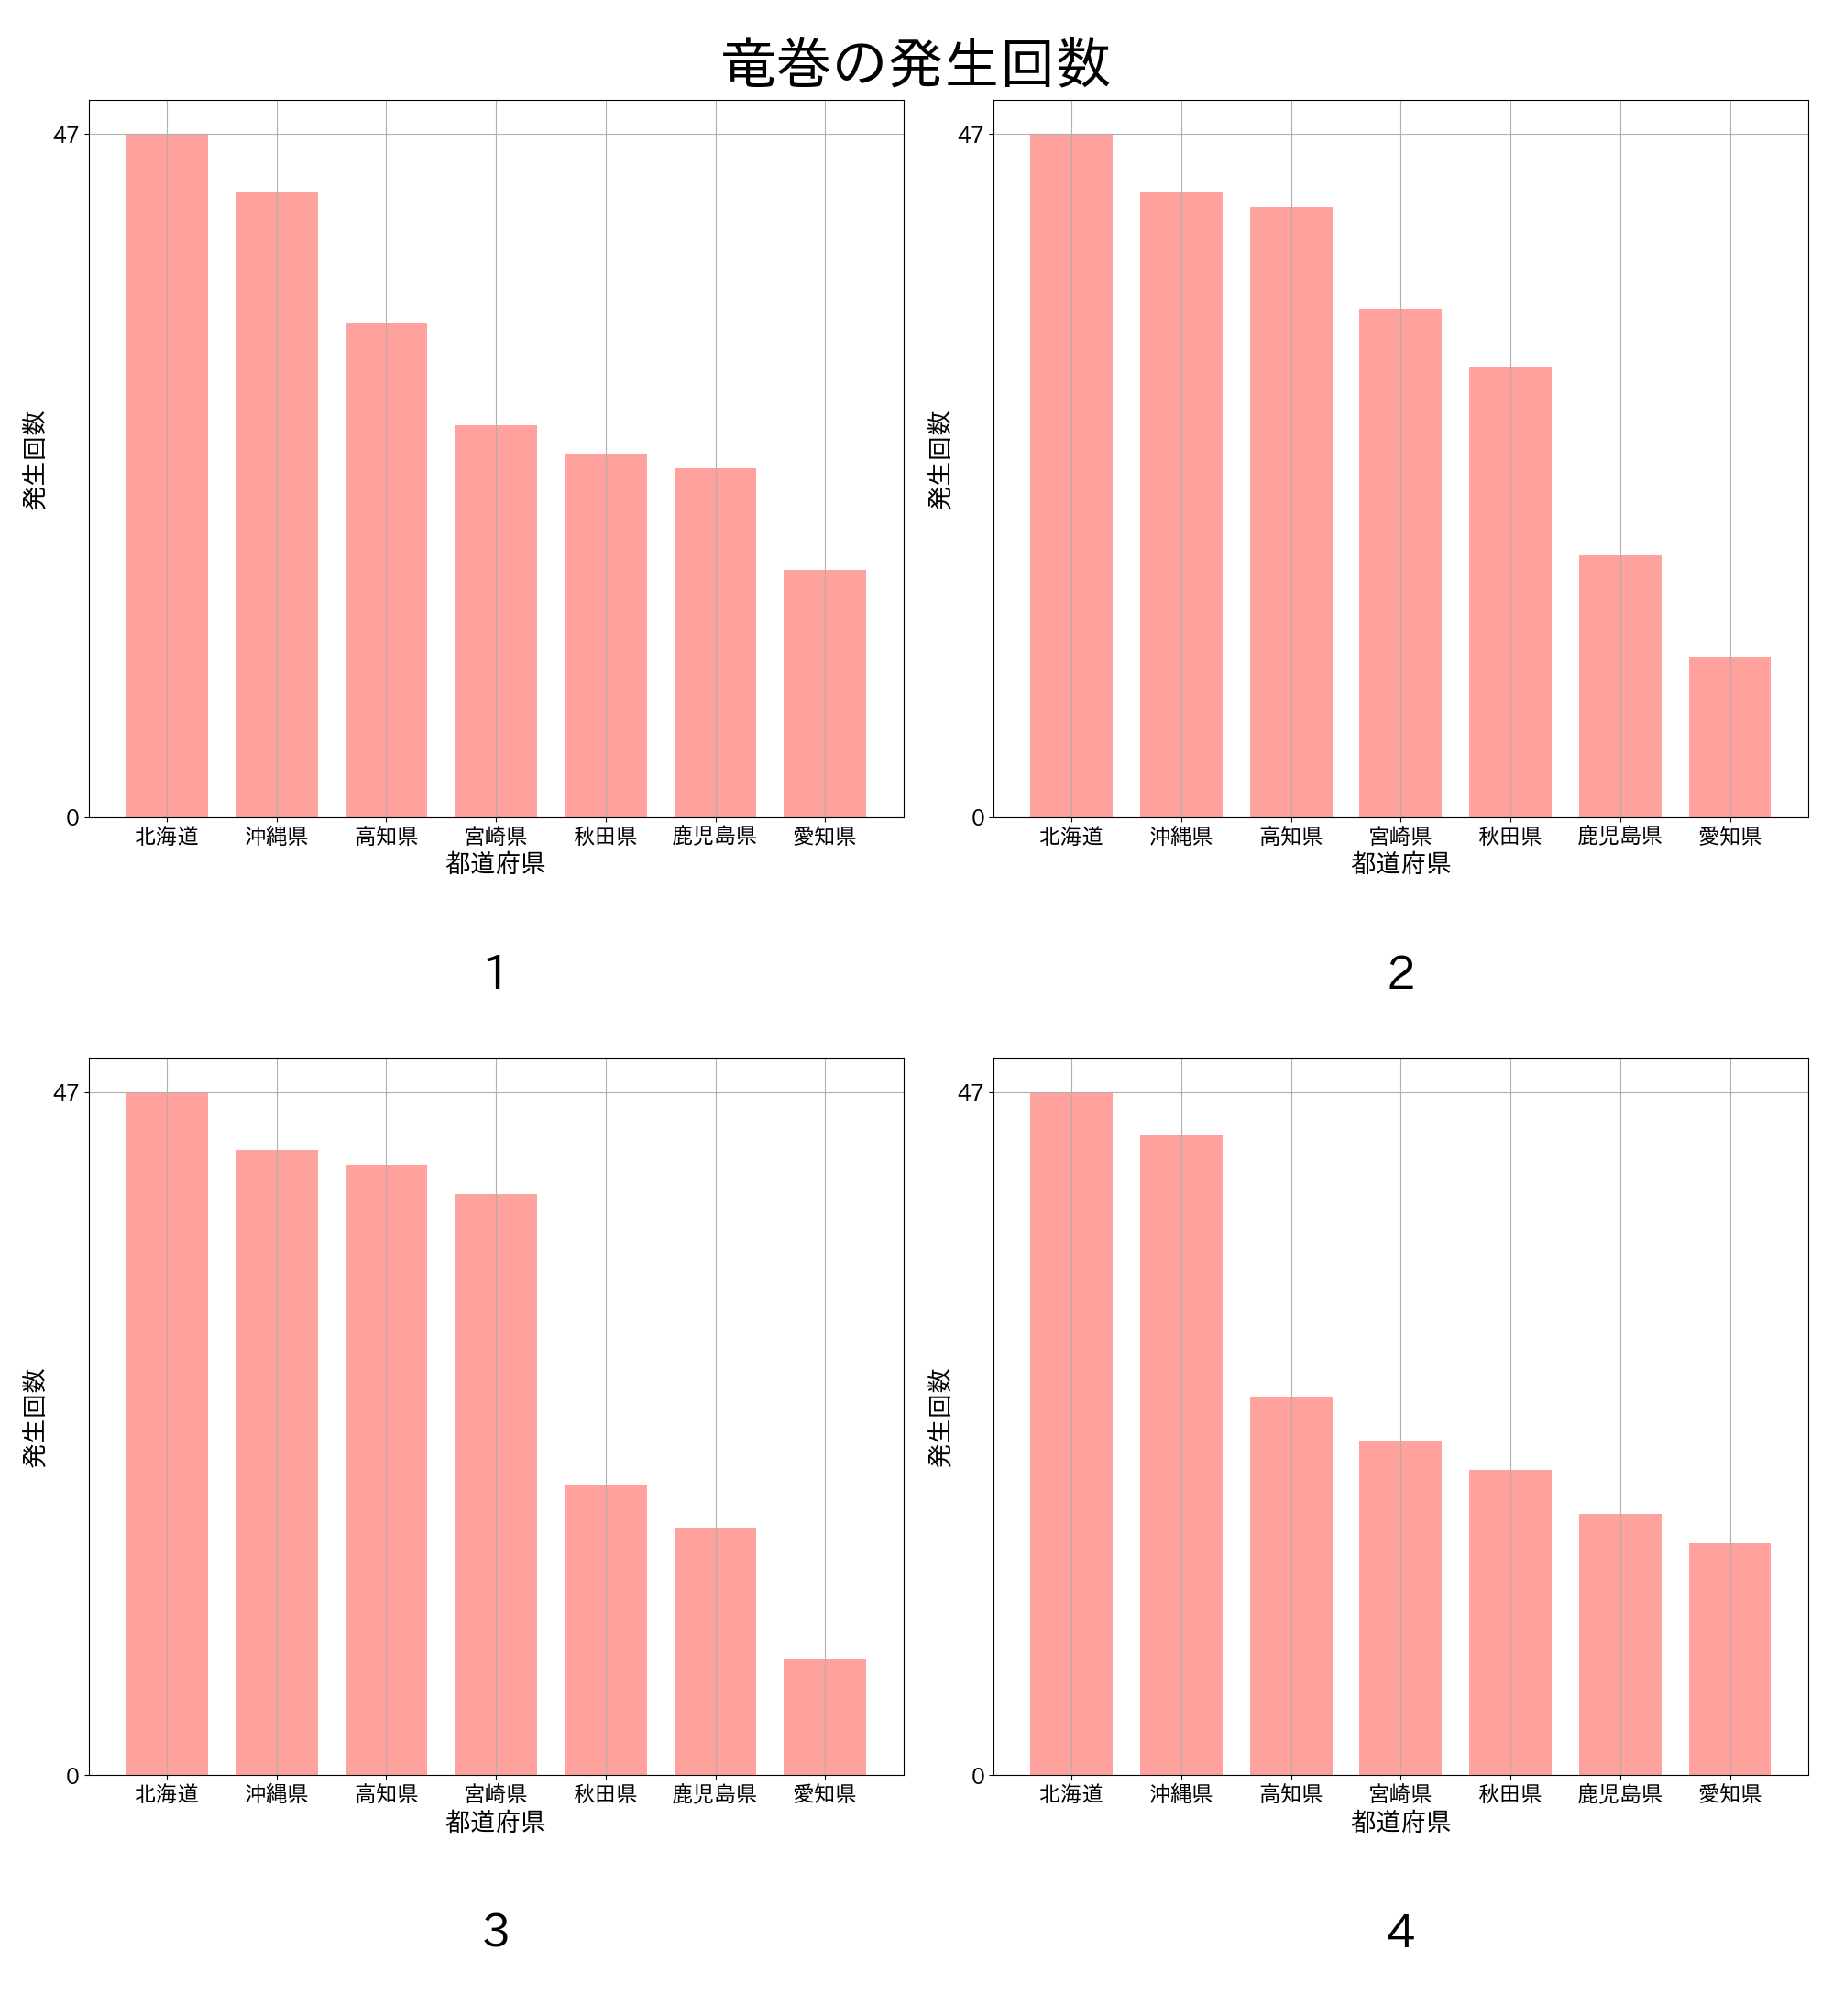 竜巻の発生回数
47
0
発生回数
北海道 沖縄県 高知県 宮崎県 秋田県 鹿児島県 愛知県
都道府県
1
47
0
発生回数
北海道 沖縄県 高知県 宮崎県 秋田県 鹿児島県 愛知県
都道府県
2
47
0
発生回数
北海道 沖縄県 高知県 宮崎県 秋田県 鹿児島県 愛知県
都道府県
3
47
0
発生回数
北海道 沖縄県 高知県 宮崎県 秋田県 鹿児島県 愛知県
都道府県
4